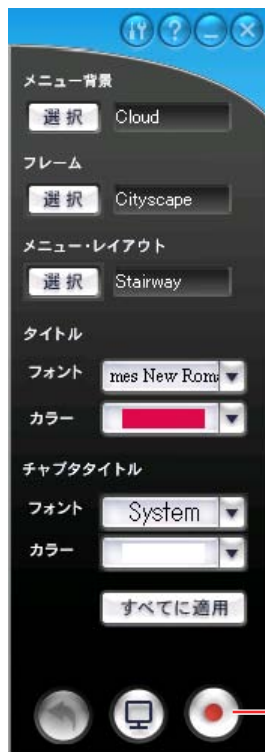 メニュー背景
選択 Cloud
フレーム
選択 Cityscape
メニュー・レイアウト
選択 Stairway
タイトル
フォント mes New Rom
カラー
チャプタタイトル
フォント System
カラー
すべてに適用